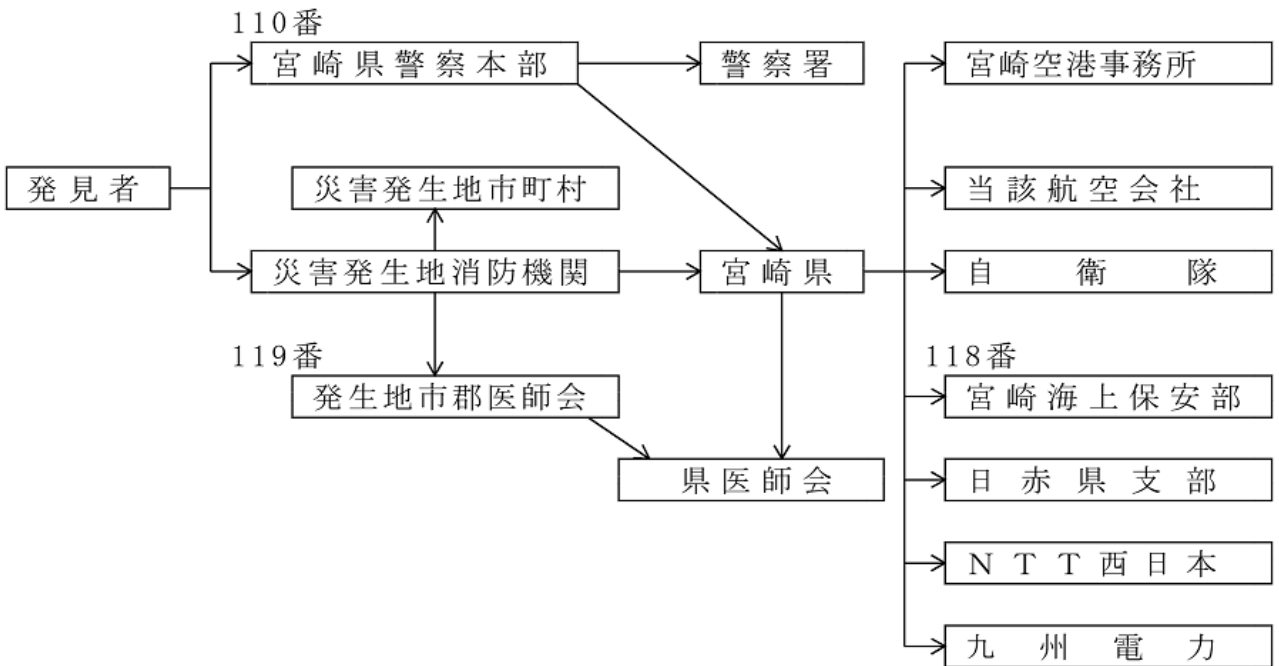 110番
宮崎県警察本部
警察署
宮崎空港事務所
発見者
災害発生地市町村
当該航空会社
災害発生地消防機関
宮崎県
自衛隊
119番
118番
発生地市郡医師会
宮崎海上保安部
県医師会
日赤県支部
NTT西日本
九州電力